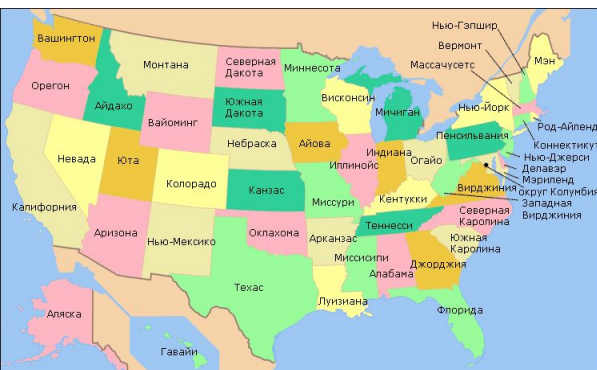 Нью-Гэпшир
Вермонт
Массачусетс
Мэн
Вашингтон
Монтана
Северная
Дакота
Миннесота
Орегон
Айдахо
Южная
Дакота
Висконсин
Мичиган
Нью-Йорк
Вайоминг
Род-Айленд
Пенсильвания
Коннектикут
Небраска
Айова
Невада
Юта
Индиана
Огайо
Иллинойс
Нью-Джерси
Делавэр
Мэриленд
округ Колумбия
Колорадо
Канзас
Миссури
Кентукки
Вирджиния
Западная
Вирджиния
Калифорния
Теннесси
Северная
Каролина
Аризона
Нью-Мексико
Оклахома
Арканзас
Южная
Каролина
Миссисипи
Алабама
Джорджия
Техас
Луизиана
Флорида
Аляска
Гавайи